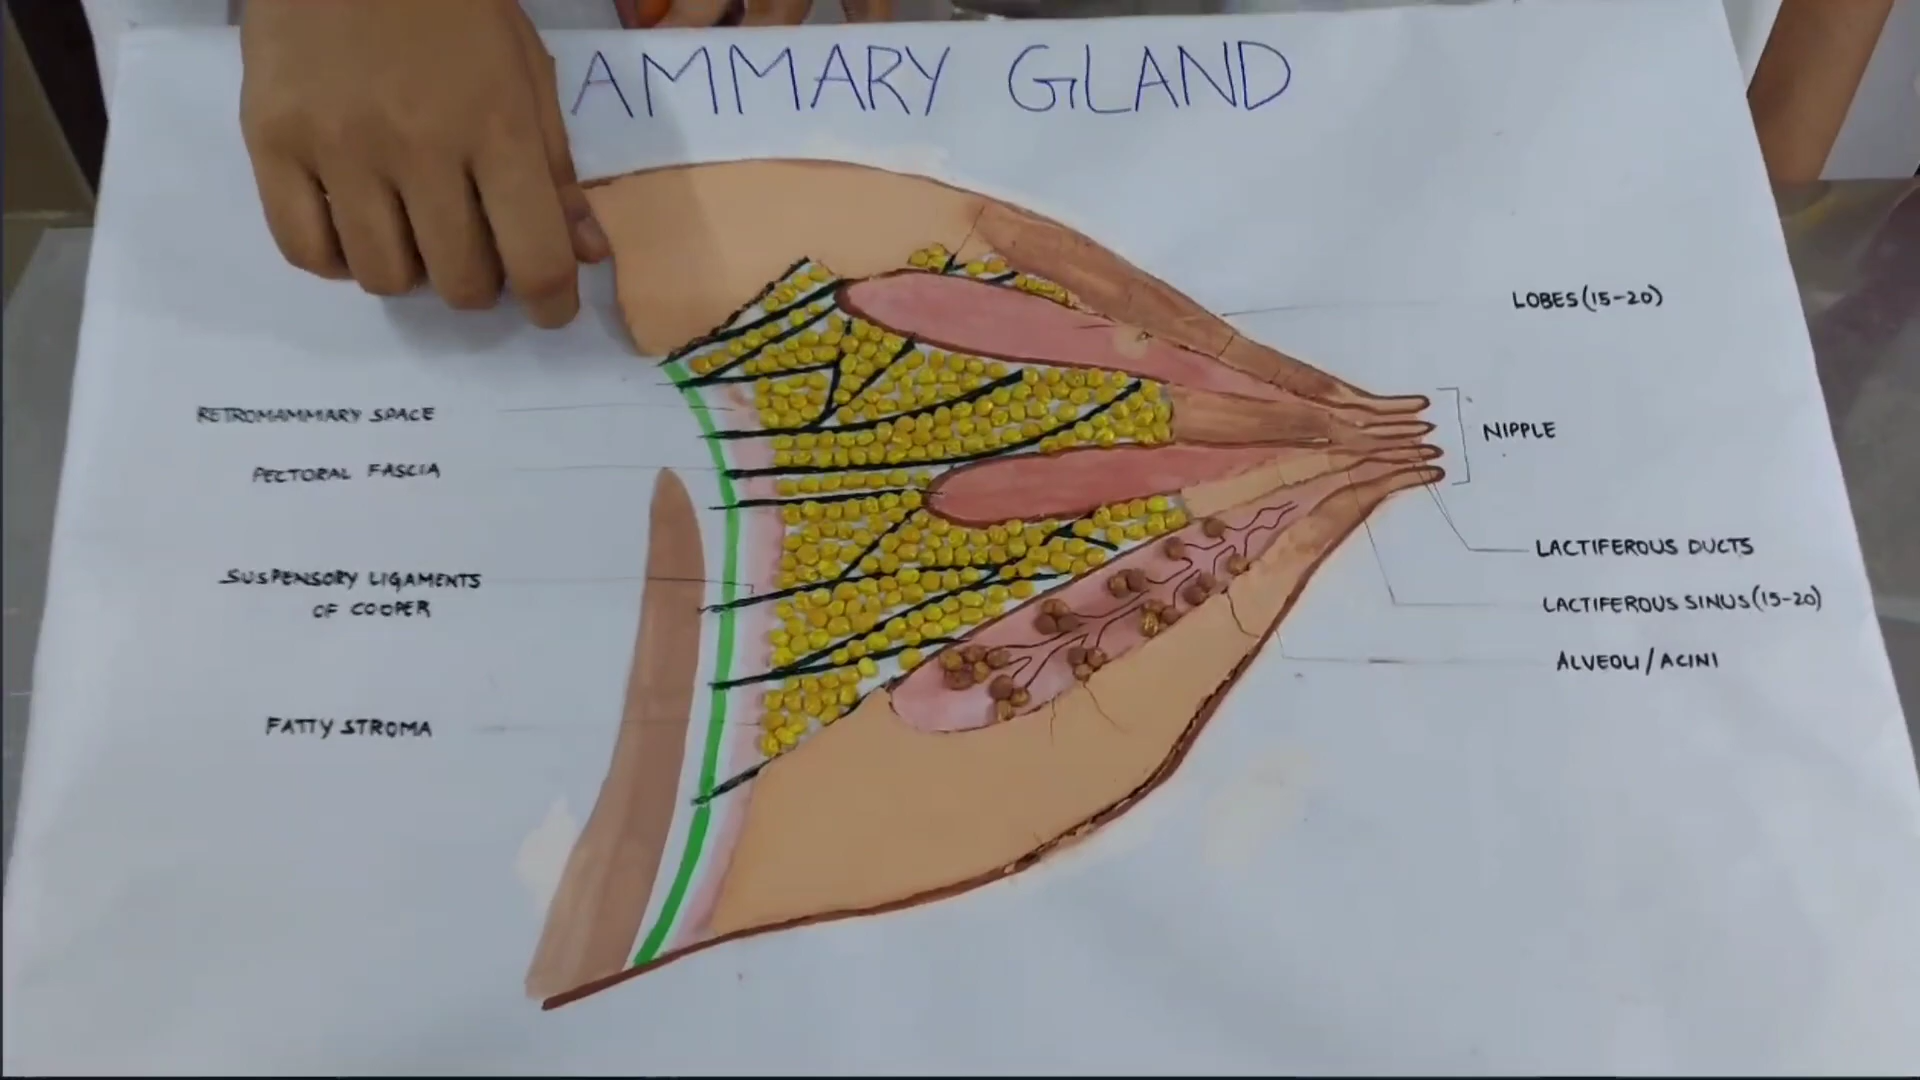 AMMARY GLAND
LOBES (15-20)
RETROMAMMARY SPACE
NIPPLE
PECTORAL FASCIA
LACTIFEROUS DUCTS
SUSPENSORY LIGAMENTS
OF COOPER
LACTIFEROUS SINUS (15-20)
ALVEOLI/ACINI
FATTY STROMA